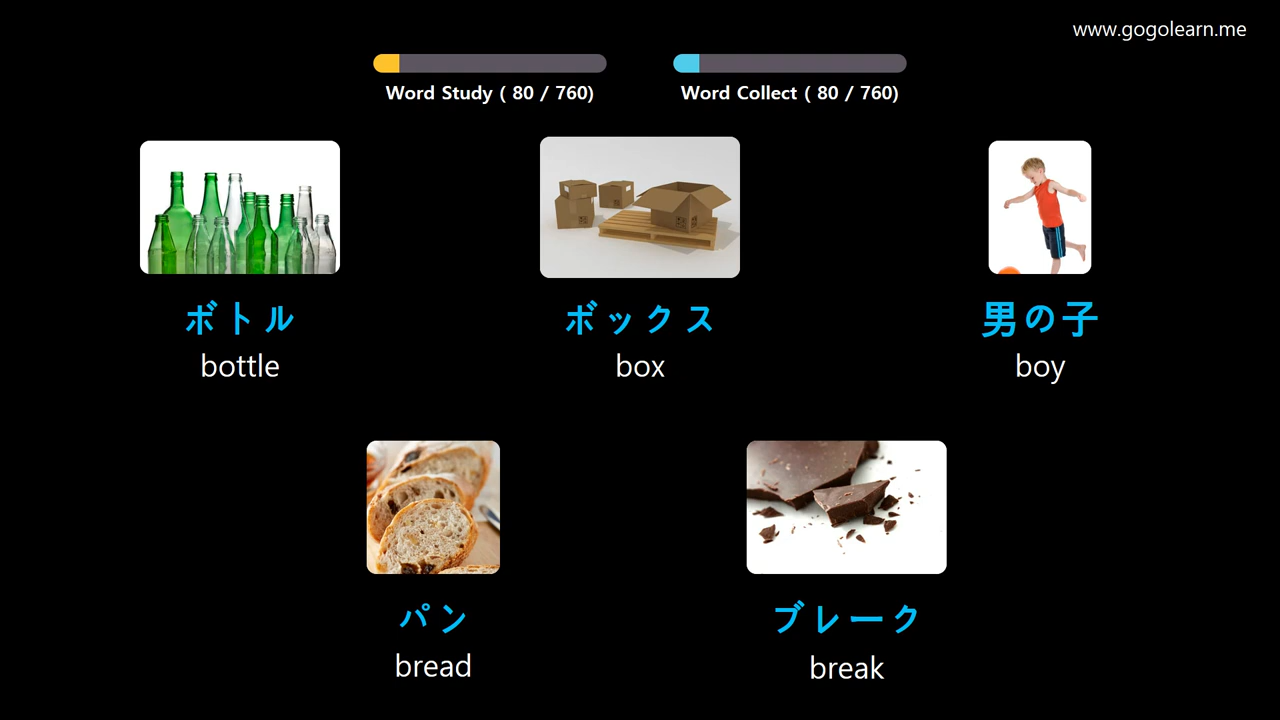 www.gogolearn.me
Word Study ( 80 / 760)
Word Collect ( 80 / 760)
ボトル
bottle
ボックス
box
男の子
boy
パン
bread
ブレーク
break